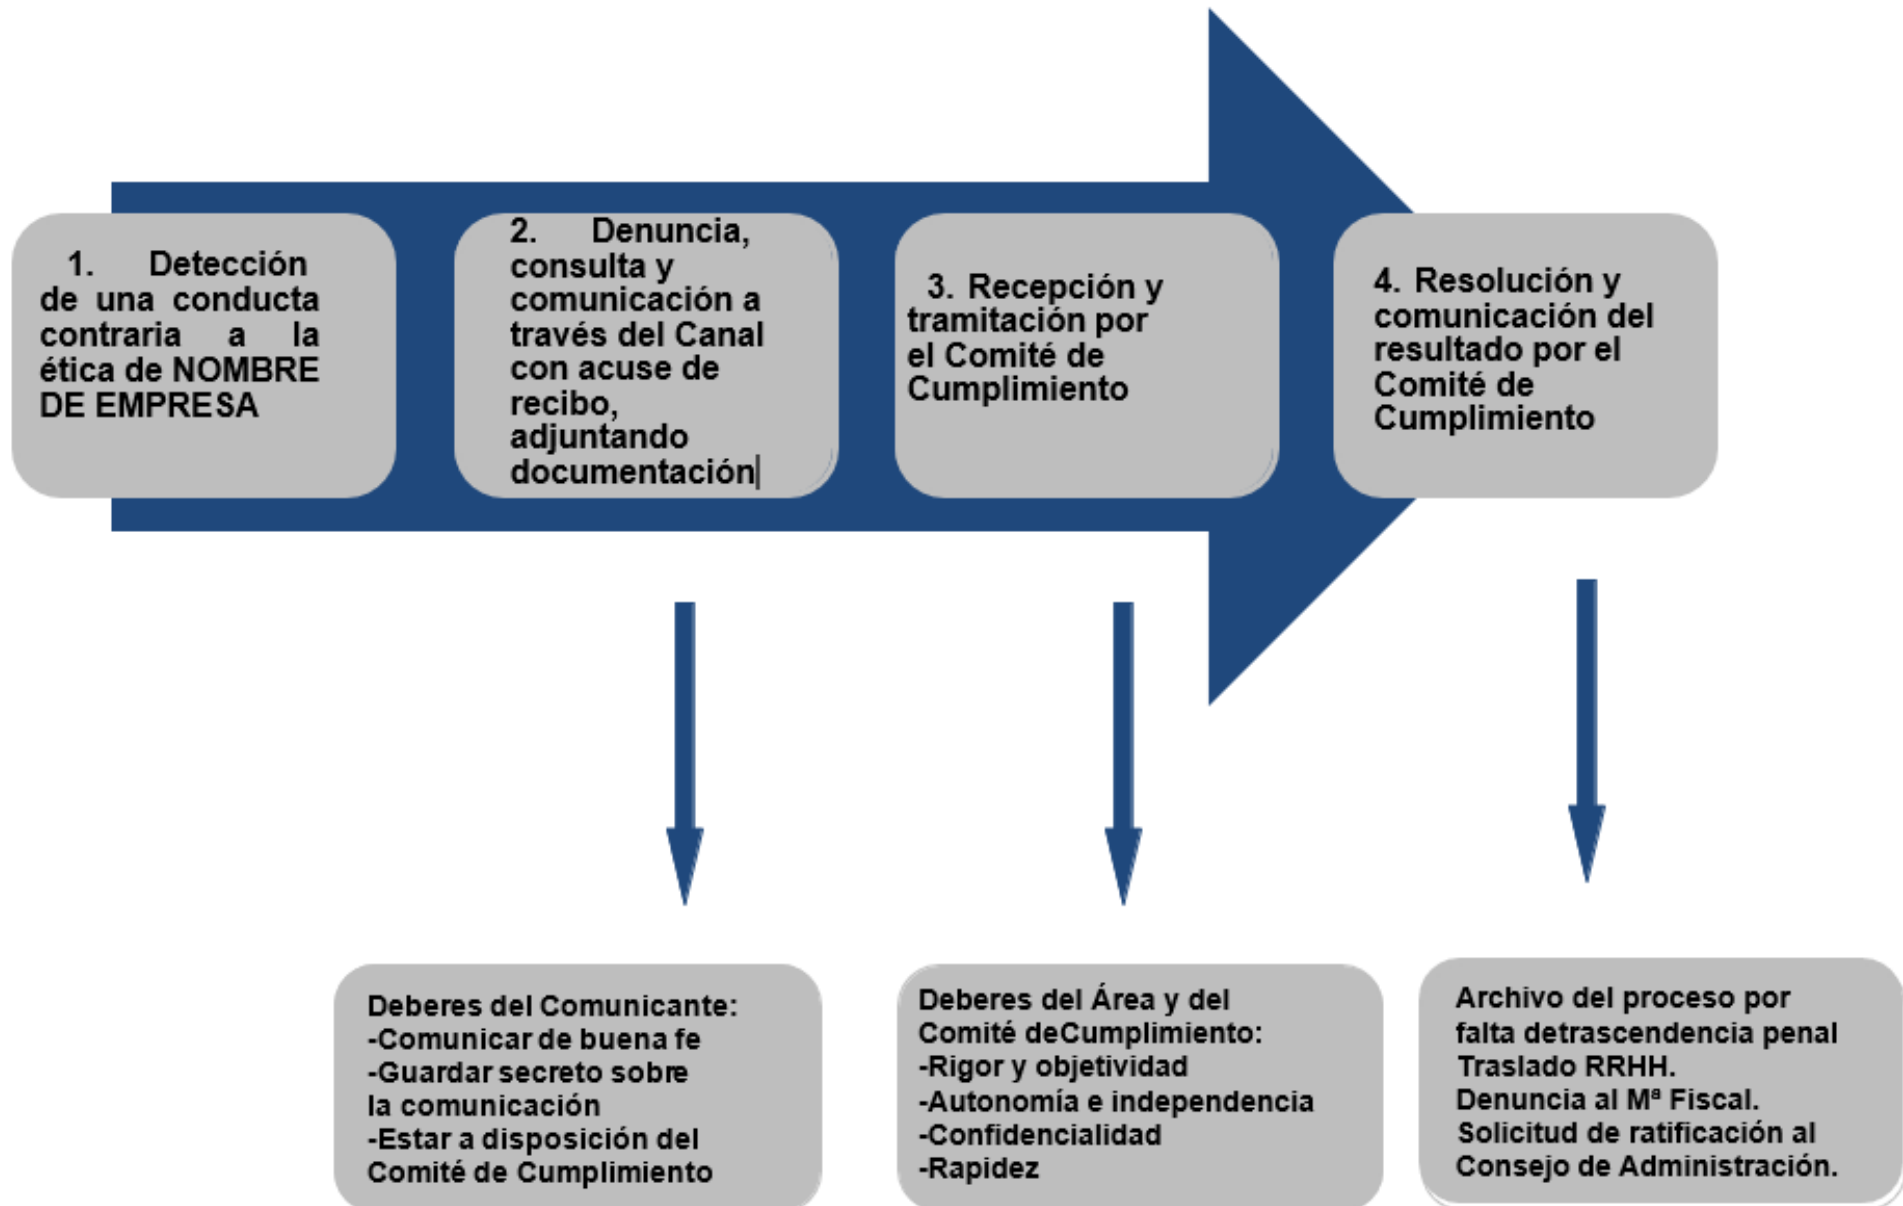 1. Detección
de una conducta
contraria a la
ética de NOMBRE
DE EMPRESA
2. Denuncia,
consulta y
comunicación a
través del Canal
con acuse de
recibo,
adjuntando
documentación
3. Recepción y
tramitación por
el Comité de
Cumplimiento
4. Resolución y
comunicación del
resultado por el
Comité de
Cumplimiento
Deberes del Comunicante:
-Comunicar de buena fe
-Guardar secreto sobre
la comunicación
-Estar a disposición del
Comité de Cumplimiento
Deberes del Área y del
Comité deCumplimiento:
-Rigor y objetividad
-Autonomía e independencia
-Confidencialidad
-Rapidez
Archivo del proceso por
falta detrascendencia penal
Traslado RRHH.
Denuncia al Mª Fiscal.
Solicitud de ratificación al
Consejo de Administración.